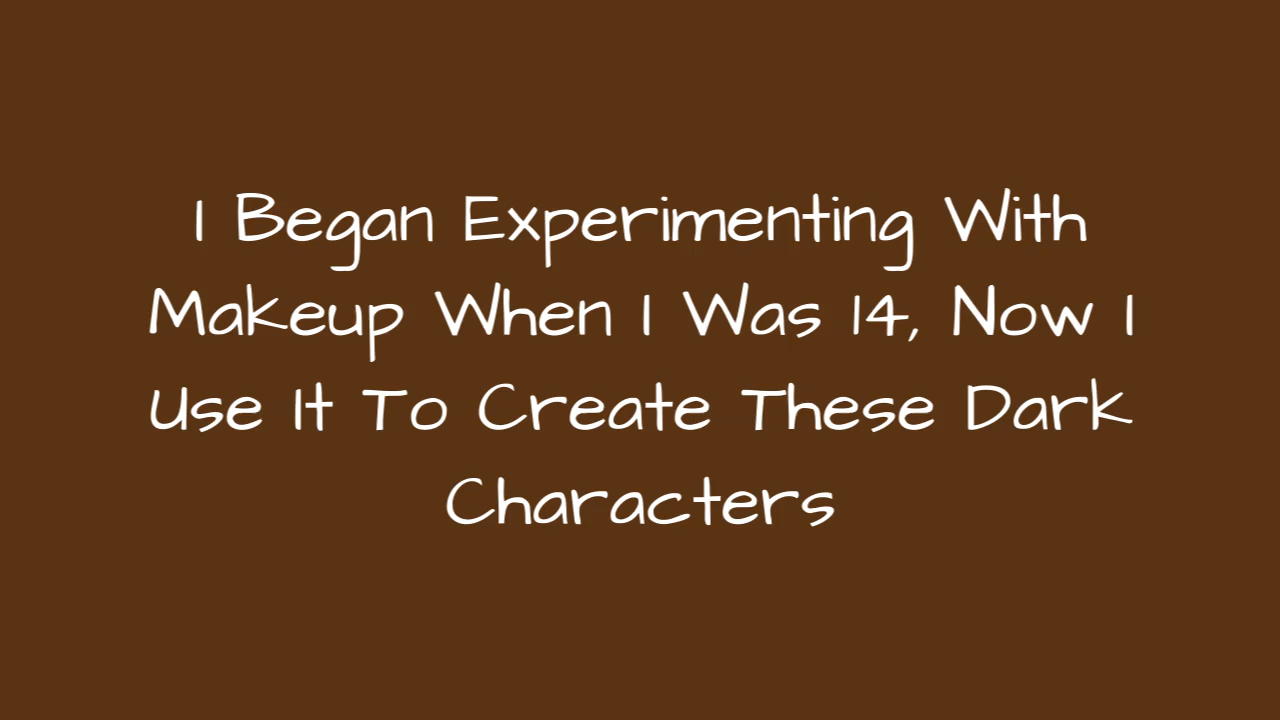 I Began Experimenting With
Makeup When I Was 14, Now I
Use It To Create These Dark
Characters